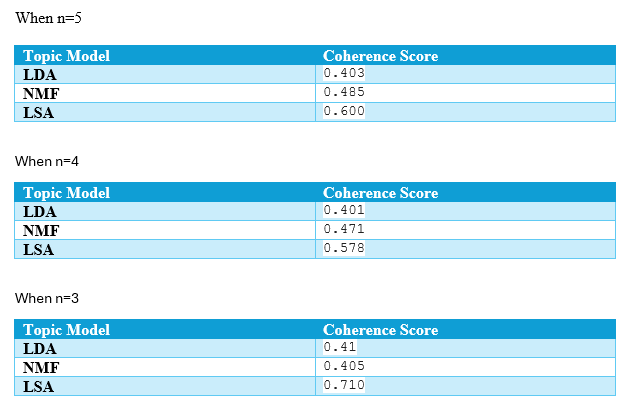 When n=5
Topic Model Coherence Score
LDA 0.403
NMF 0.485
LSA 0.600
When n=4
Topic Model Coherence Score
LDA 0.401
NMF 0.471
LSA 0.578
When n=3
Topic Model Coherence Score
LDA 0.41
NMF 0.405
LSA 0.710